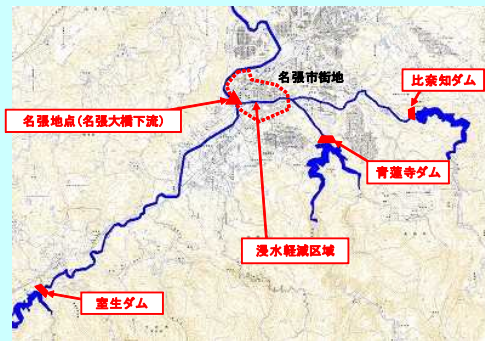 名張市街地
比奈知ダム
名張地点(名張大橋下流)
青蓮寺ダム
浸水軽減区域
室生ダム